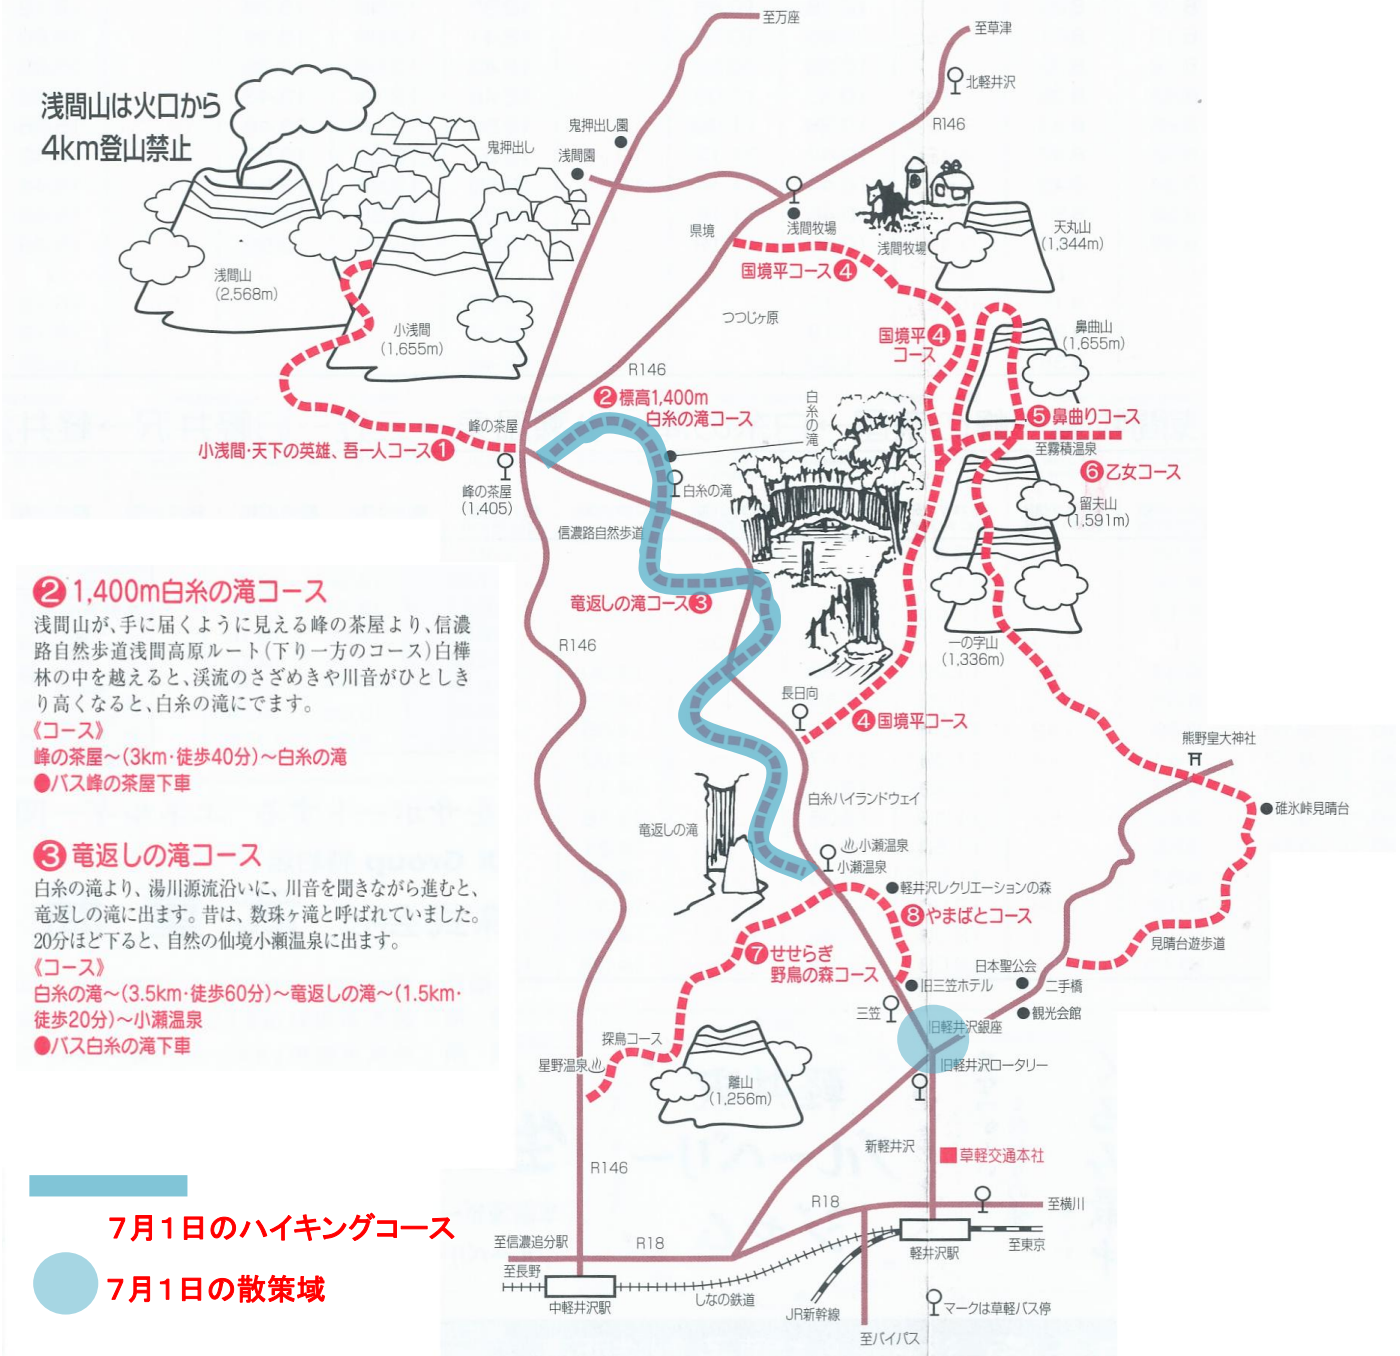 至万座
至草津
北軽井沢
R146
浅間山は火口から
4km登山禁止
鬼押出し園
鬼押出し
浅間園
浅間牧場
県境
浅間牧場
天丸山
(1,344m)
国境平コース4
浅間山
(2,568m)
つつじヶ原
小浅間
(1,655m)
国境平4
コース
鼻曲山
(1,655m)
R146
2標高1,400m
白糸の滝コース
白糸の滝
峰の茶屋
5鼻曲りコース
至霧積温泉
小浅間・天下の英雄、吾一人コース1
6乙女コース
峰の茶屋
(1,405)
白糸の滝
留夫山
(1,591m)
信濃路自然歩道
竜返しの滝コース3
R146
一の字山
(1,336m)
長日向
4国境平コース
2 1,400m白糸の滝コース
浅間山が、手に届くように見える峰の茶屋より、信濃
路自然歩道浅間高原ルート(下り一方のコース)白樺
林の中を越えると、渓流のさざめきや川音がひとしき
り高くなると、白糸の滝にでます。
《コース》
峰の茶屋〜(3km・徒歩40分)〜白糸の滝
●バス峰の茶屋下車
3 竜返しの滝コース
白糸の滝より、湯川源流沿いに、川音を聞きながら進むと、
竜返しの滝に出ます。昔は、数珠ヶ滝と呼ばれていました。
20分ほど下ると、自然の仙境小瀬温泉に出ます。
《コース》
白糸の滝〜(3.5km・徒歩60分)〜竜返しの滝〜(1.5km・
徒歩20分)〜小瀬温泉
●バス白糸の滝下車
熊野皇大神社
碓氷峠見晴台
白糸ハイランドウェイ
竜返しの滝
小瀬温泉
小瀬温泉
軽井沢レクリエーションの森
8やまばとコース
見晴台遊歩道
7せせらぎ
野鳥の森コース
日本聖公会
旧三笠ホテル
二手橋
三笠
観光会館
旧軽井沢銀座
探鳥コース
星野温泉
旧軽井沢ロータリー
離山
(1,256m)
新軽井沢
草軽交通本社
R146
R18
至横川
7月1日のハイキングコース
至信濃追分駅
R18
軽井沢駅
至東京
至長野
7月1日の散策域
中軽井沢駅
しなの鉄道
JR新幹線
マークは草軽バス停
至バイパス